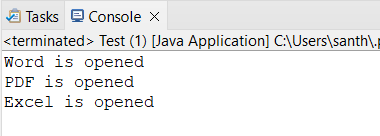 Tasks Console
<terminated> Test (1) [Java Application] C:\Users\santh\.
Word is opened
PDF is opened
Excel is opened